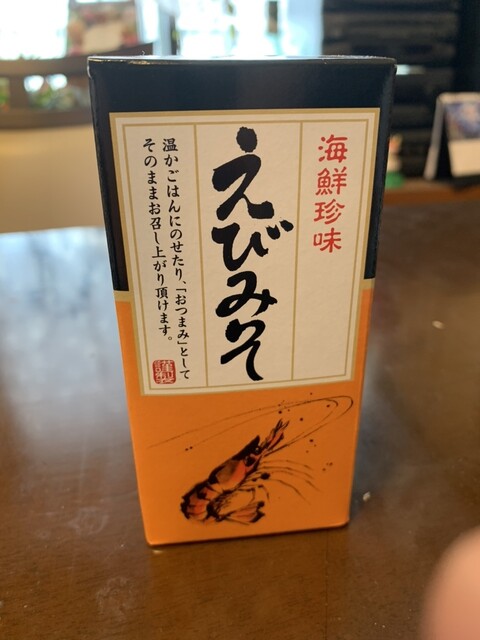 海鮮珍味
えびみそ
温かごはんにのせたり、「おつまみ」として
そのままお召し上がり頂けます。
謹製